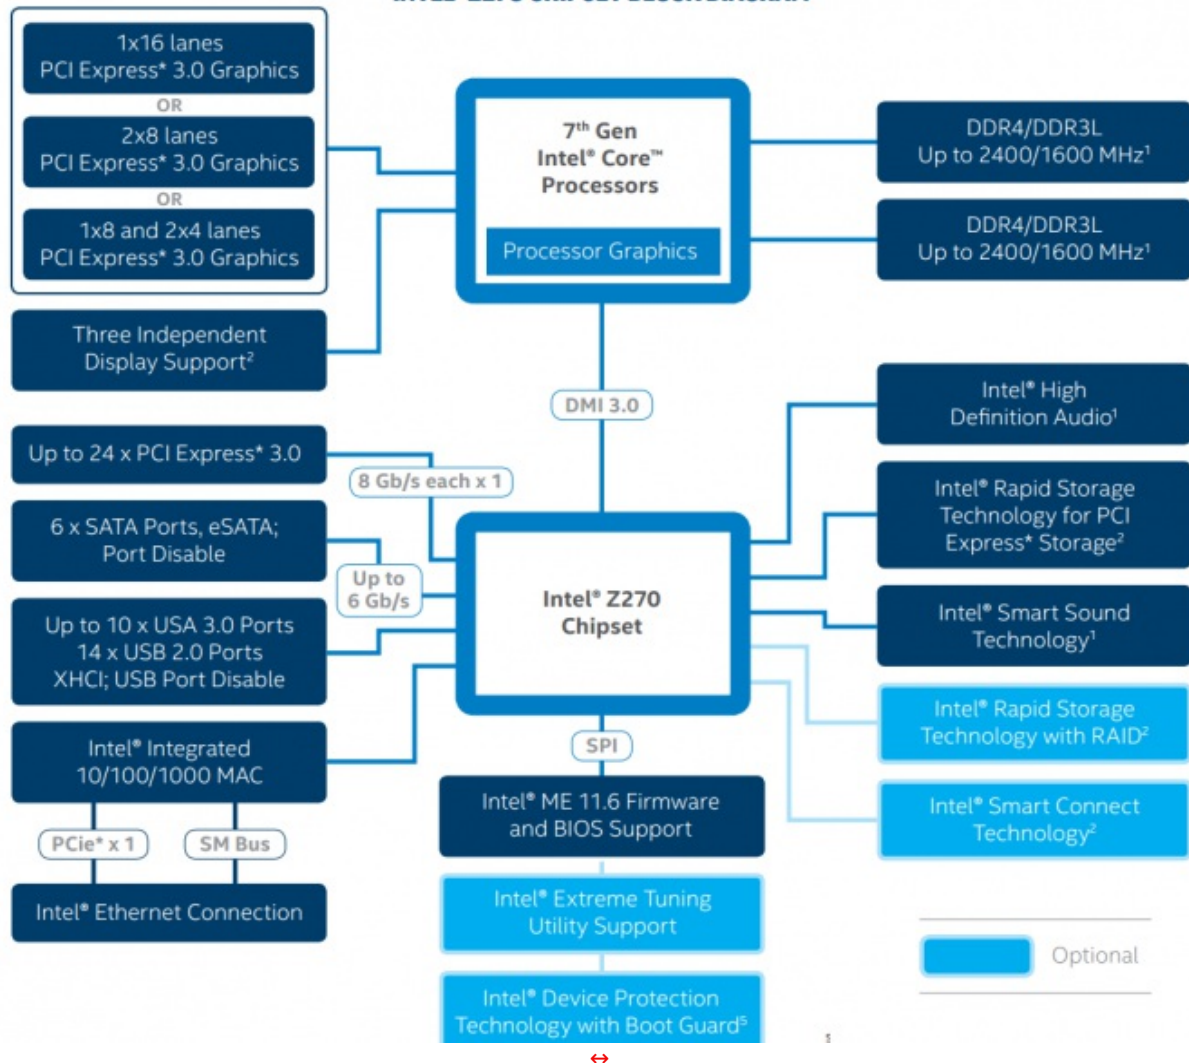 1x16 lanes
PCI Express* 3.0 Graphics
OR
2x8 lanes
PCI Express* 3.0 Graphics
OR
1x8 and 2x4 lanes
PCI Express* 3.0 Graphics
Three Independent
Display Support²
7th Gen
Intel® Core™
Processors
Processor Graphics
DDR4/DDR3L
Up to 2400/1600 MHz¹
DDR4/DDR3L
Up to 2400/1600 MHz¹
DMI 3.0
Up to 24 x PCI Express* 3.0
8 Gb/s each x 1
6 x SATA Ports, eSATA;
Port Disable
Up to
6 Gb/s
Up to 10 x USA 3.0 Ports
14 x USB 2.0 Ports
XHCI; USB Port Disable
Intel® Integrated
10/100/1000 MAC
PCie* x 1
SM Bus
Intel® Ethernet Connection
Intel® Z270
Chipset
SPI
Intel® ME 11.6 Firmware
and BIOS Support
Intel® Extreme Tuning
Utility Support
Intel® Device Protection
Technology with Boot Guard⁵
Intel® High
Definition Audio¹
Intel® Rapid Storage
Technology for PCI
Express* Storage²
Intel® Smart Sound
Technology¹
Intel® Rapid Storage
Technology with RAID²
Intel® Smart Connect
Technology²
Optional